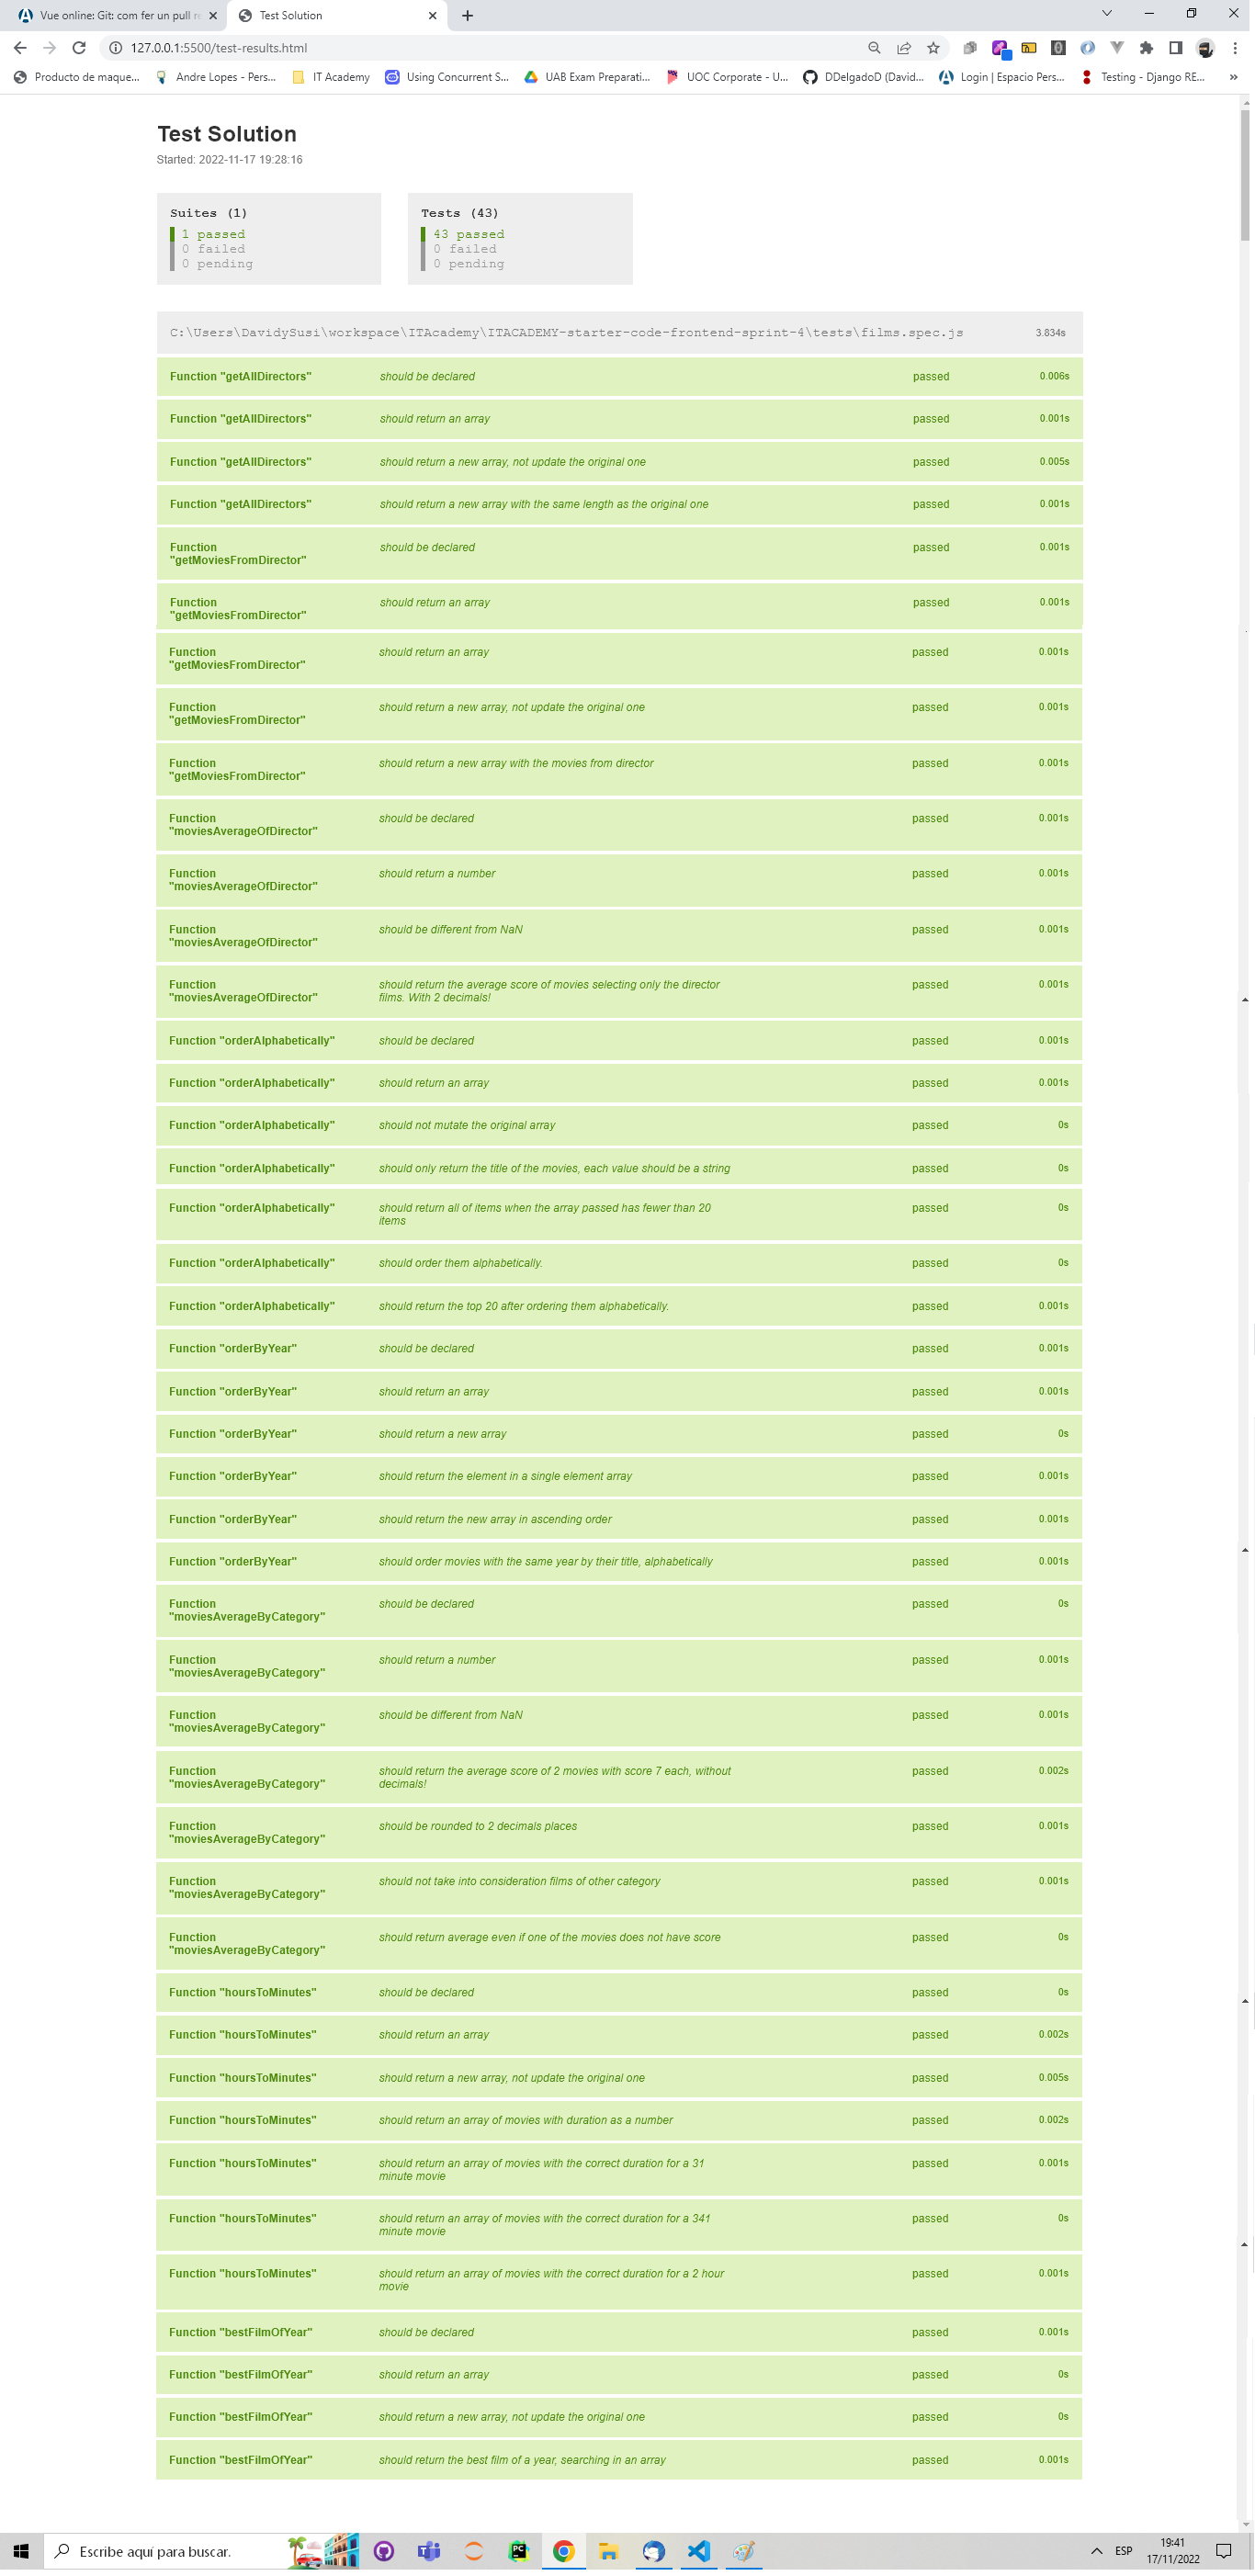 Vue online: Git: com fer un pull re
Test Solution
127.0.0.1:5500/test-results.html
Producto de maque...
Andre Lopes - Pers...
IT Academy
Using Concurrent S...
UAB Exam Preparati...
UOC Corporate - U...
DDelgadoD (David...
Login | Espacio Pers...
Testing - Django RE...
»
Test Solution
Started: 2022-11-17 19:28:16
Suites (1)
1 passed
0 failed
0 pending
Tests (43)
43 passed
0 failed
0 pending
C:\Users\DavidySusi\workspace\ITAcademy\ITACADEMY-starter-code-frontend-sprint-4\tests\films.spec.js 3.834s
Function "getAllDirectors" should be declared passed 0.006s
Function "getAllDirectors" should return an array passed 0.001s
Function "getAllDirectors" should return a new array, not update the original one passed 0.005s
Function "getAllDirectors" should return a new array with the same length as the original one passed 0.001s
Function should be declared passed 0.001s
"getMoviesFromDirector"
Function should return an array passed 0.001s
"getMoviesFromDirector"
Function should return an array passed 0.001s
"getMoviesFromDirector"
Function should return a new array, not update the original one passed 0.001s
"getMoviesFromDirector"
Function should return a new array with the movies from director passed 0.001s
"getMoviesFromDirector"
Function should be declared passed 0.001s
"moviesAverageOfDirector"
Function should return a number passed 0.001s
"moviesAverageOfDirector"
Function should be different from NaN passed 0.001s
"moviesAverageOfDirector"
Function should return the average score of movies selecting only the director passed 0.001s
"moviesAverageOfDirector" films. With 2 decimals!
Function "orderAlphabetically" should be declared passed 0.001s
Function "orderAlphabetically" should return an array passed 0.001s
Function "orderAlphabetically" should not mutate the original array passed 0s
Function "orderAlphabetically" should only return the title of the movies, each value should be a string passed 0s
Function "orderAlphabetically" should return all of items when the array passed has fewer than 20 passed 0s
items
Function "orderAlphabetically" should order them alphabetically. passed 0s
Function "orderAlphabetically" should return the top 20 after ordering them alphabetically. passed 0.001s
Function "orderByYear" should be declared passed 0.001s
Function "orderByYear" should return an array passed 0.001s
Function "orderByYear" should return a new array passed 0s
Function "orderByYear" should return the element in a single element array passed 0.001s
Function "orderByYear" should return the new array in ascending order passed 0.001s
Function "orderByYear" should order movies with the same year by their title, alphabetically passed 0.001s
Function should be declared passed 0s
"moviesAverageByCategory"
Function should return a number passed 0.001s
"moviesAverageByCategory"
Function should be different from NaN passed 0.001s
"moviesAverageByCategory"
Function should return the average score of 2 movies with score 7 each, without passed 0.002s
"moviesAverageByCategory" decimals!
Function should be rounded to 2 decimals places passed 0.001s
"moviesAverageByCategory"
Function should not take into consideration films of other category passed 0.001s
"moviesAverageByCategory"
Function should return average even if one of the movies does not have score passed 0s
"moviesAverageByCategory"
Function "hoursToMinutes" should be declared passed 0s
Function "hoursToMinutes" should return an array passed 0.002s
Function "hoursToMinutes" should return a new array, not update the original one passed 0.005s
Function "hoursToMinutes" should return an array of movies with duration as a number passed 0.002s
Function "hoursToMinutes" should return an array of movies with the correct duration for a 31 passed 0.001s
minute movie
Function "hoursToMinutes" should return an array of movies with the correct duration for a 341 passed 0s
minute movie
Function "hoursToMinutes" should return an array of movies with the correct duration for a 2 hour passed 0.001s
movie
Function "bestFilmOfYear" should be declared passed 0.001s
Function "bestFilmOfYear" should return an array passed 0s
Function "bestFilmOfYear" should return a new array, not update the original one passed 0s
Function "bestFilmOfYear" should return the best film of a year, searching in an array passed 0.001s
Escribe aquí para buscar.
PC
ESP
19:41
17/11/2022